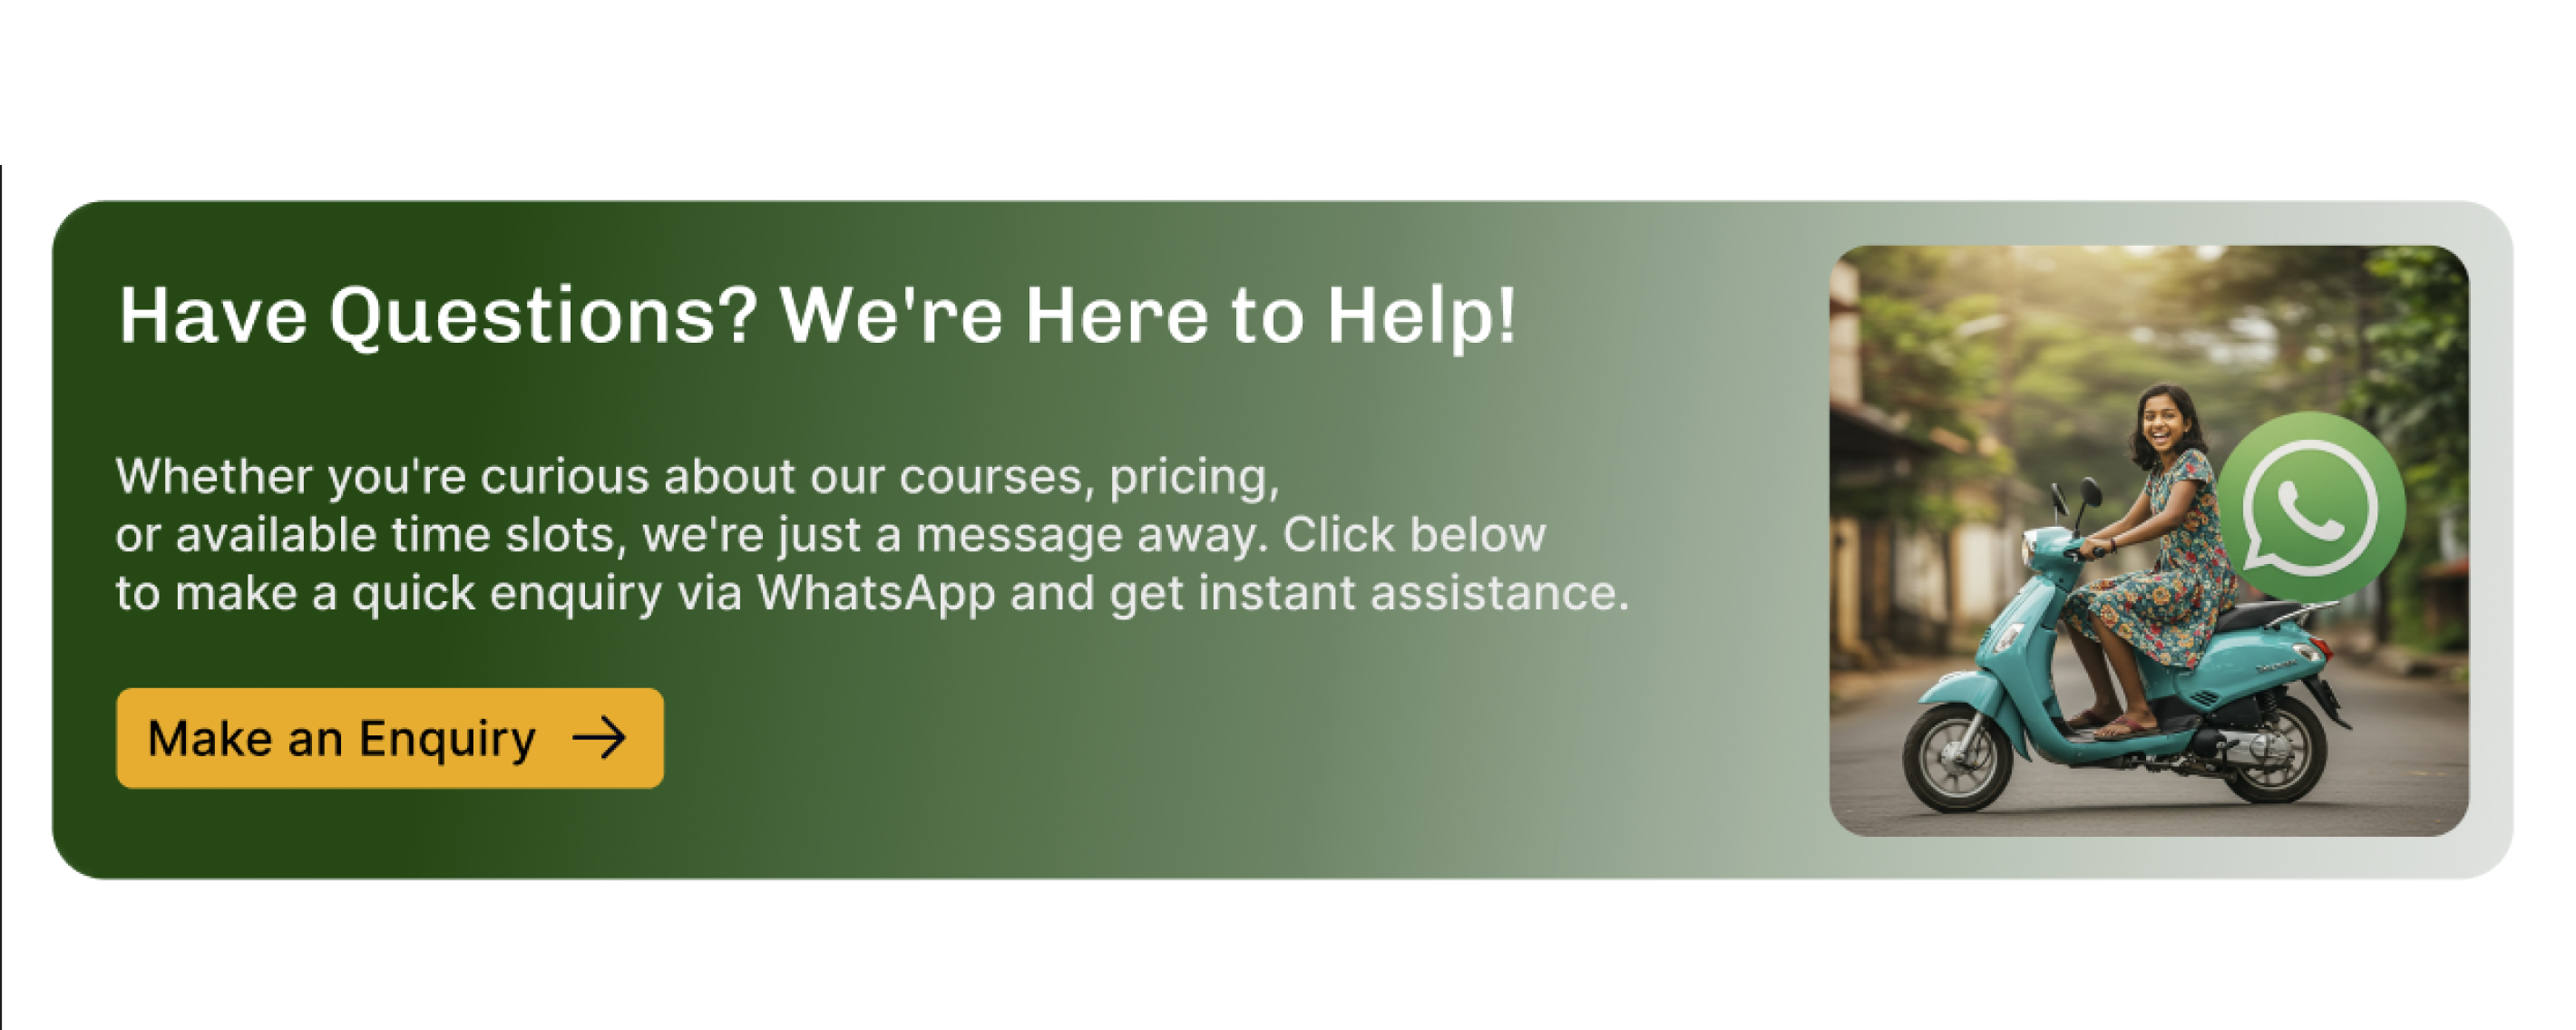 Have Questions? We're Here to Help!
Whether you're curious about our courses, pricing,
or available time slots, we're just a message away. Click below
to make a quick enquiry via WhatsApp and get instant assistance.
Make an Enquiry →